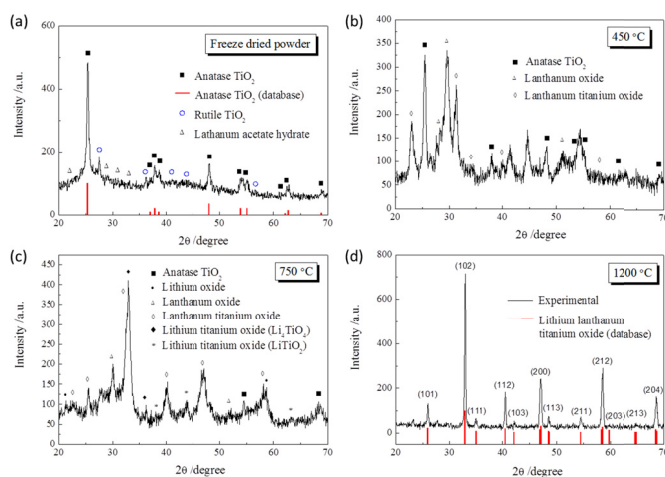 (a)
Freeze dried powder
Anatase TiO2
Anatase TiO2 (database)
Rutile TiO2
Lathanum acetate hydrate
Intensity /a.u.
600
400
200
0
20 30 40 50 60 70
2θ /degree
(b)
450 °C
Anatase TiO2
Lanthanum oxide
Lanthanum titanium oxide
Intensity /a.u.
400
350
300
250
200
150
100
50
0
20 30 40 50 60 70
2θ /degree
(c)
750 °C
Anatase TiO2
Lithium oxide
Lanthanum oxide
Lanthanum titanium oxide
Lithium titanium oxide (Li4TiO4)
Lithium titanium oxide (LiTiO2)
Intensity /a.u.
450
400
350
300
250
200
150
100
50
0
20 30 40 50 60 70
2θ /degree
(d)
1200 °C
Experimental
Lithium lanthanum
titanium oxide (database)
(101)
(102)
(111)
(112)
(103)
(200)
(113)
(211)
(212)
(203)
(213)
(204)
Intensity /a.u.
800
600
400
200
0
20 30 40 50 60 70
2θ /degree